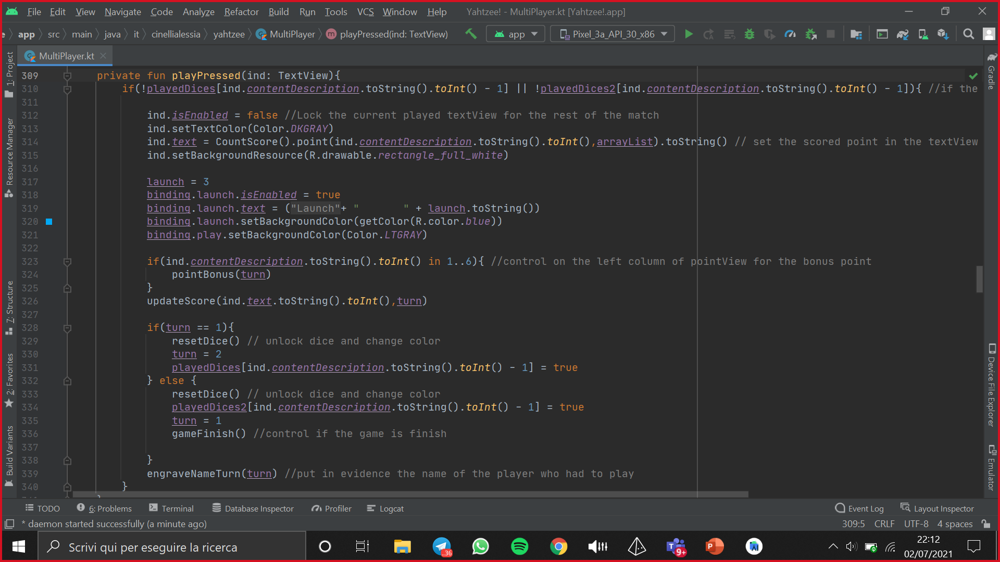 File Edit View Navigate Code Analyze Refactor Build Run Tools VCS Window Help Yahtzee! - MultiPlayer.kt [Yahtzee!.app]
e app src main java it cinellialessia yahtzee MultiPlayer playPressed(ind: TextView) app Pixel_3a_API_30_x86
MultiPlayer.kt
1: Project
Resource Manager
7: Structure
2: Favorites
Build Variants
309 private fun playPressed(ind: TextView){
310 if(!playedDices[ind.contentDescription.toString().toInt() - 1] || !playedDices2[ind.contentDescription.toString().toInt() - 1]){ //if the
311
312 ind.isEnabled = false //Lock the current played textView for the rest of the match
313 ind.setTextColor(Color.DKGRAY)
314 ind.text = CountScore().point(ind.contentDescription.toString().toInt(),arrayList).toString() // set the scored point in the textView
315 ind.setBackgroundResource(R.drawable.rectangle_full_white)
316
317 launch = 3
318 binding.launch.isEnabled = true
319 binding.launch.text = ("Launch"+ "       " + launch.toString())
320 binding.launch.setBackgroundColor(getColor(R.color.blue))
321 binding.play.setBackgroundColor(Color.LTGRAY)
322
323 if(ind.contentDescription.toString().toInt() in 1..6){ //control on the left column of pointView for the bonus point
324 pointBonus(turn)
325 }
326 updateScore(ind.text.toString().toInt(),turn)
327
328 if(turn == 1){
329 resetDice() // unlock dice and change color
330 turn = 2
331 playedDices[ind.contentDescription.toString().toInt() - 1] = true
332 } else {
333 resetDice() // unlock dice and change color
334 playedDices2[ind.contentDescription.toString().toInt() - 1] = true
335 turn = 1
336 gameFinish() //control if the game is finish
337
338 }
339 engraveNameTurn(turn) //put in evidence the name of the player who had to play
340 }
Gradle
Device File Explorer
Emulator
TODO 6: Problems Terminal Database Inspector Profiler Logcat Event Log Layout Inspector
* daemon started successfully (a minute ago) 309:5 CRLF UTF-8 4 spaces
Scrivi qui per eseguire la ricerca
..36
T 9+
P
22:12
02/07/2021